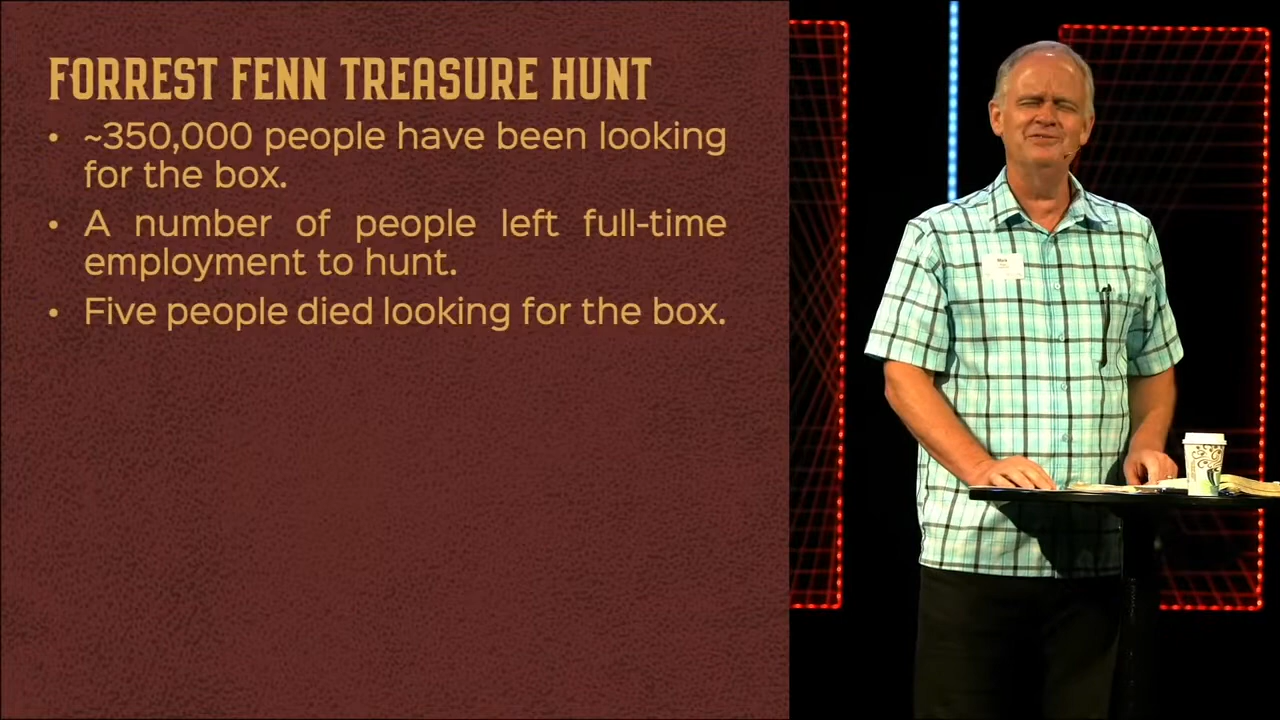 FORREST FENN TREASURE HUNT
• ~350,000 people have been looking
for the box.
• A number of people left full-time
employment to hunt.
• Five people died looking for the box.
Mark